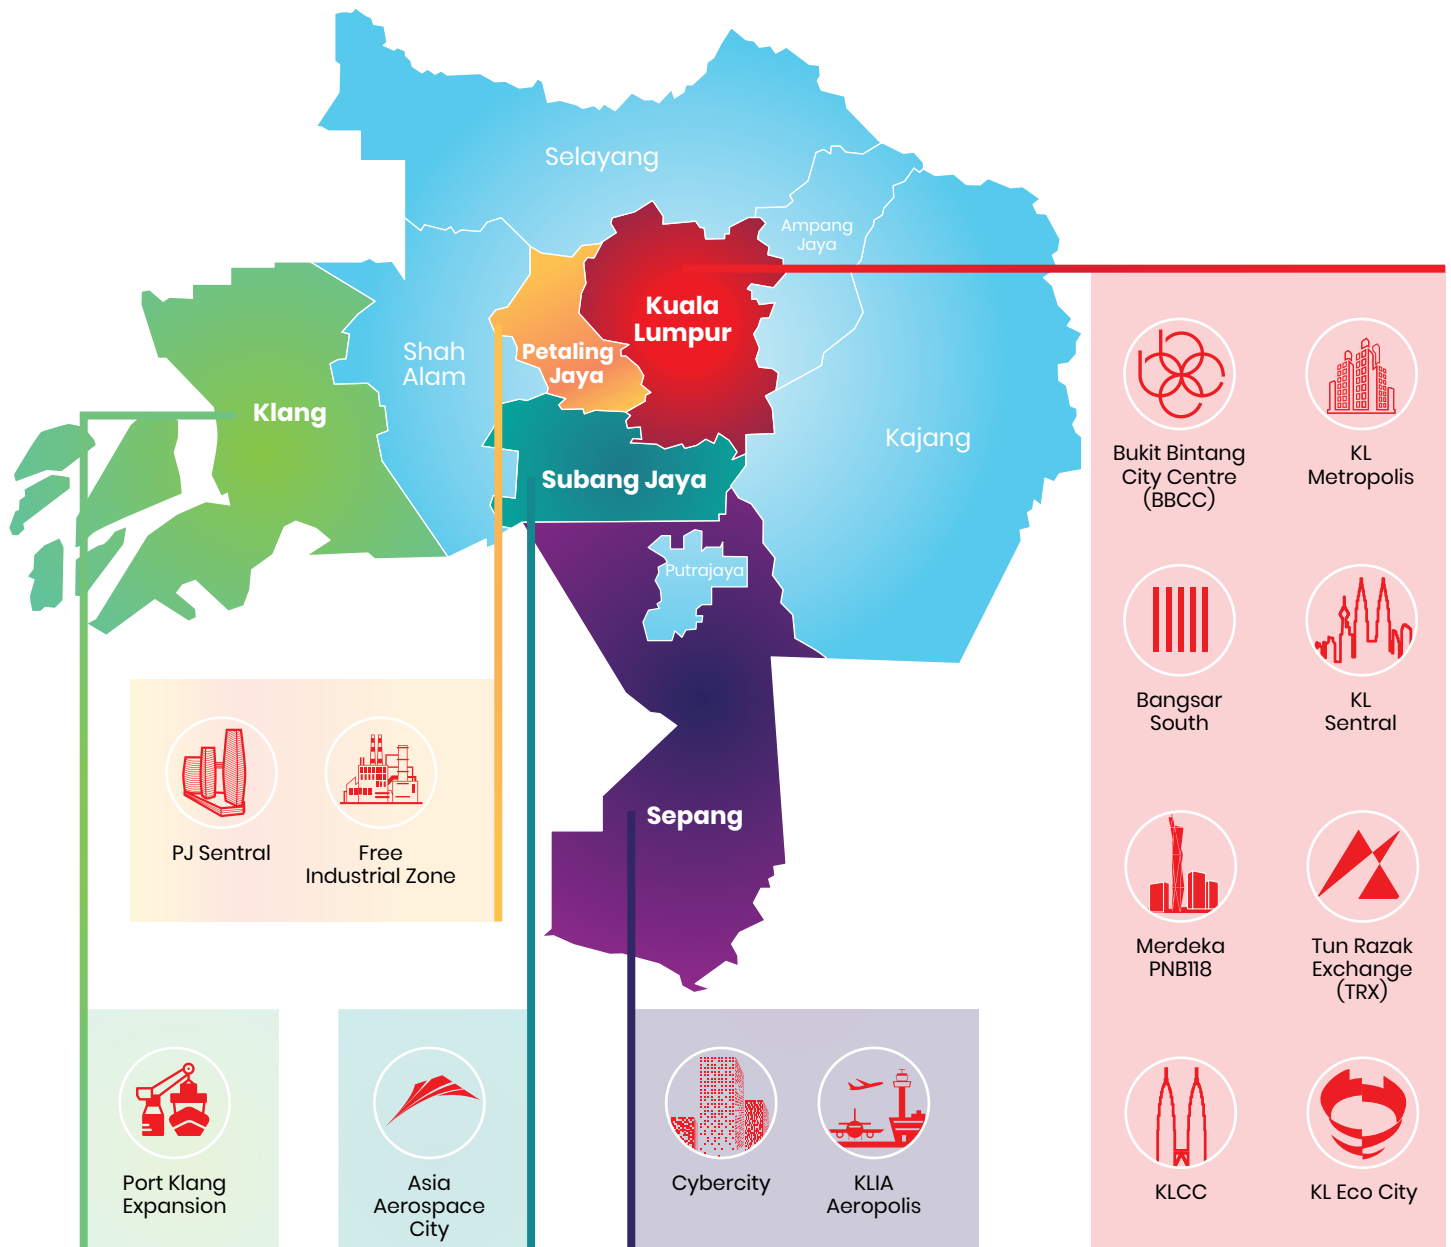 Selayang
Ampang
Jaya
Kuala
Lumpur
Shah
Alam
Petaling
Jaya
Klang
Kajang
Subang Jaya
Putrajaya
Sepang
Bukit Bintang
City Centre
(BBCC)
KL
Metropolis
Bangsar
South
KL
Sentral
Merdeka
PNB118
Tun Razak
Exchange
(TRX)
KLCC
KL Eco City
PJ Sentral
Free
Industrial Zone
Port Klang
Expansion
Asia
Aerospace
City
Cybercity
KLIA
Aeropolis